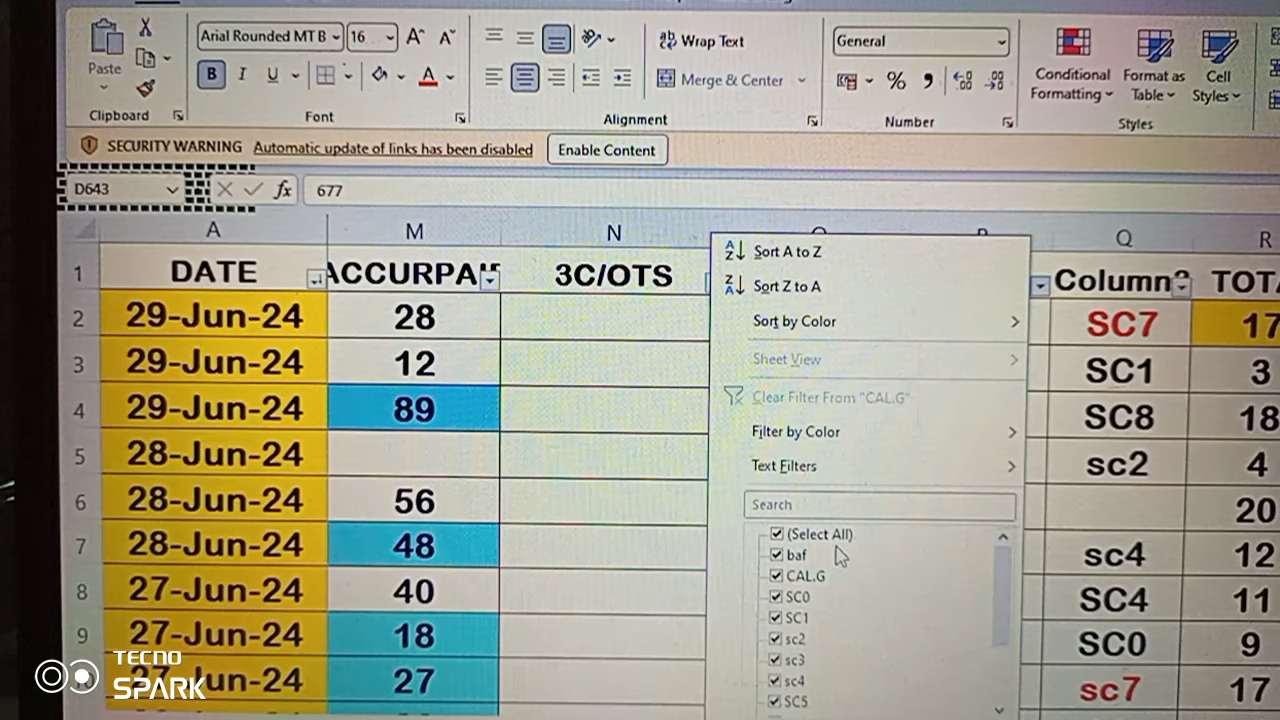 Arial Rounded MT B 16 A^ A˅
Wrap Text
General
Paste
B I U A
Merge & Center
% ,
Conditional Formatting
Format as Table
Cell Styles
Clipboard
Font
Alignment
Number
Styles
SECURITY WARNING Automatic update of links has been disabled Enable Content
D643 fx 677
A M N Q R
1 DATE 3C/OTS
2 29-Jun-24 28 SC7 17
3 29-Jun-24 12 SC1 3
4 29-Jun-24 89 SC8 18
5 28-Jun-24 sc2 4
6 28-Jun-24 56 20
7 28-Jun-24 48 sc4 12
8 27-Jun-24 40 SC4 11
9 27-Jun-24 18 SC0 9
27-Jun-24 27 sc7 17
Sort A to Z
Sort Z to A
Sort by Color
Sheet View
Clear Filter From "CAL.G"
Filter by Color
Text Filters
Search
(Select All)
baf
CAL.G
SC0
SC1
sc2
sc3
sc4
SC5
TECNO
SPARK